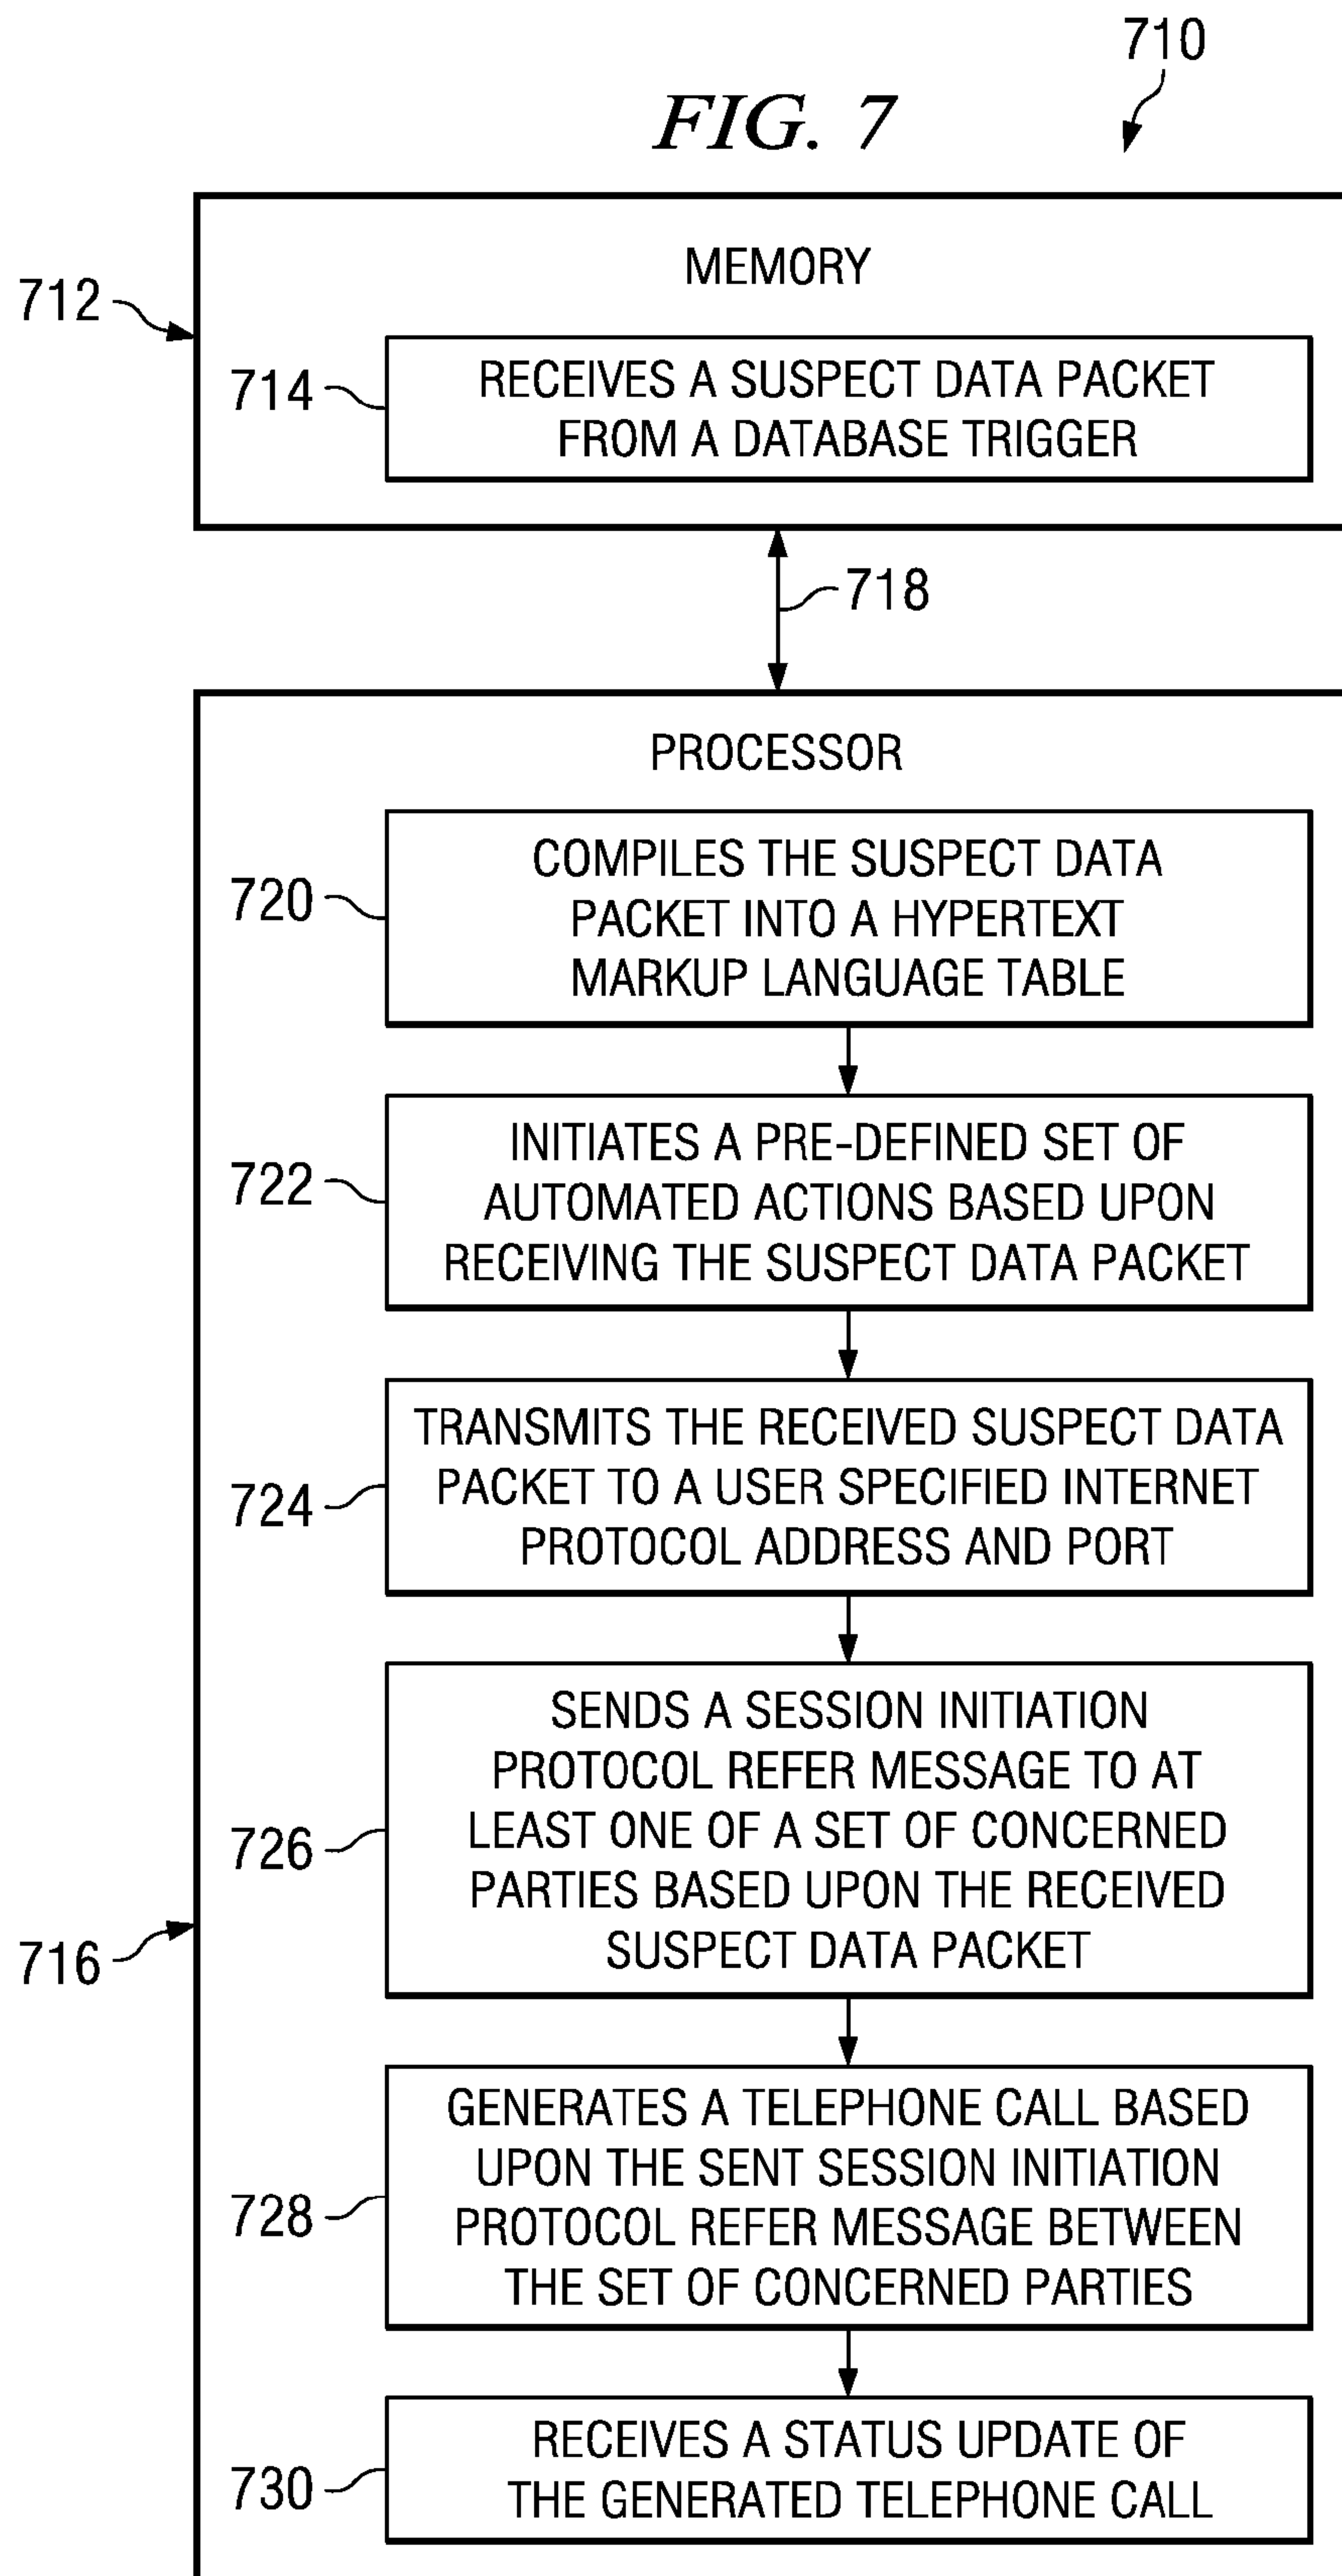 710
FIG. 7
MEMORY
712
714
RECEIVES A SUSPECT DATA PACKET
FROM A DATABASE TRIGGER
718
PROCESSOR
720
COMPILES THE SUSPECT DATA
PACKET INTO A HYPERTEXT
MARKUP LANGUAGE TABLE
722
INITIATES A PRE-DEFINED SET OF
AUTOMATED ACTIONS BASED UPON
RECEIVING THE SUSPECT DATA PACKET
724
TRANSMITS THE RECEIVED SUSPECT DATA
PACKET TO A USER SPECIFIED INTERNET
PROTOCOL ADDRESS AND PORT
726
SENDS A SESSION INITIATION
PROTOCOL REFER MESSAGE TO AT
LEAST ONE OF A SET OF CONCERNED
PARTIES BASED UPON THE RECEIVED
SUSPECT DATA PACKET
716
728
GENERATES A TELEPHONE CALL BASED
UPON THE SENT SESSION INITIATION
PROTOCOL REFER MESSAGE BETWEEN
THE SET OF CONCERNED PARTIES
730
RECEIVES A STATUS UPDATE OF
THE GENERATED TELEPHONE CALL